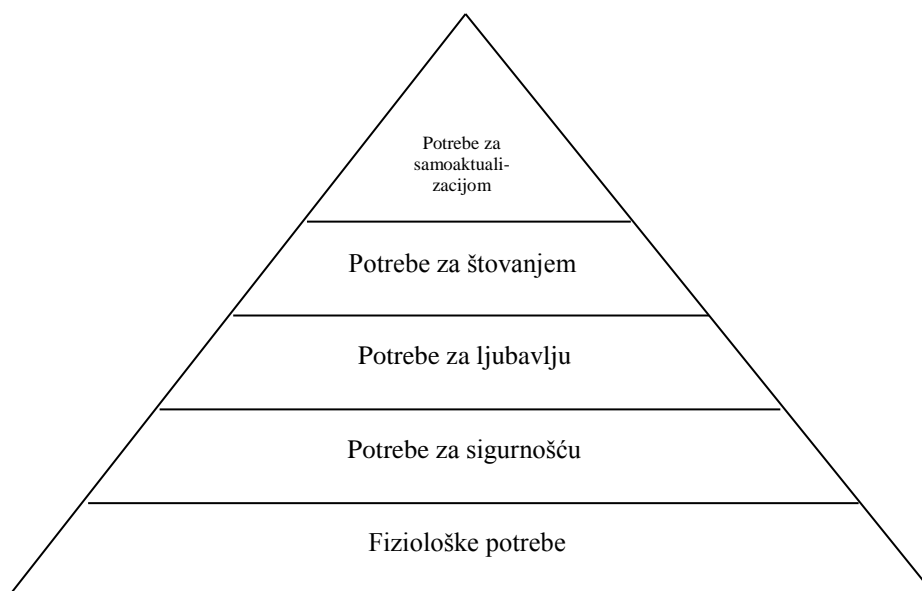 Potrebe za
samoaktuali-
zacijom
Potrebe za štovanjem
Potrebe za ljubavlju
Potrebe za sigurnošću
Fiziološke potrebe